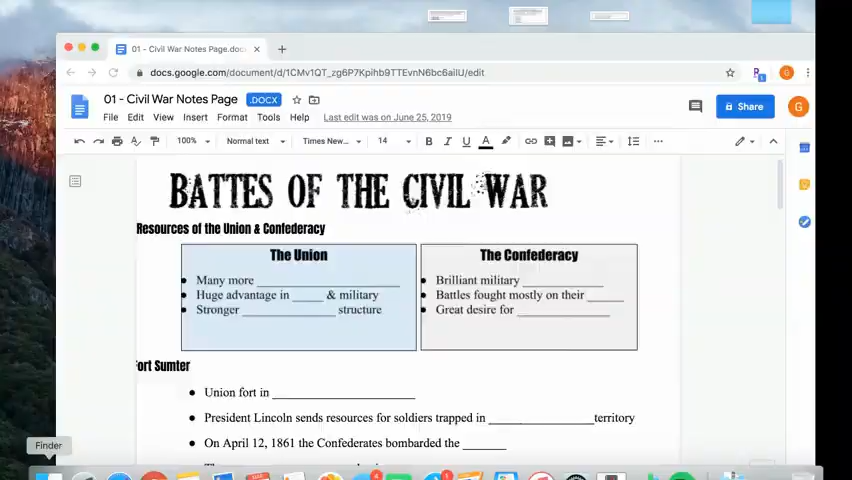 01 - Civil War Notes Page.docx
docs.google.com/document/d/1CMv1QT_zg6P7Kpihb9TTEvnN6bc6ailU/edit
01 - Civil War Notes Page .DOCX
File Edit View Insert Format Tools Help Last edit was on June 25, 2019
Share
G
100% Normal text Times New... 14 B I U A
BATTES OF THE CIVIL WAR
Resources of the Union & Confederacy
The Union
Many more ____________________
Huge advantage in _____ & military
Stronger _____________ structure
The Confederacy
Brilliant military ____________
Battles fought mostly on their ______
Great desire for ______________
Fort Sumter
Union fort in ____________________
President Lincoln sends resources for soldiers trapped in _______________territory
On April 12, 1861 the Confederates bombarded the ______
Finder